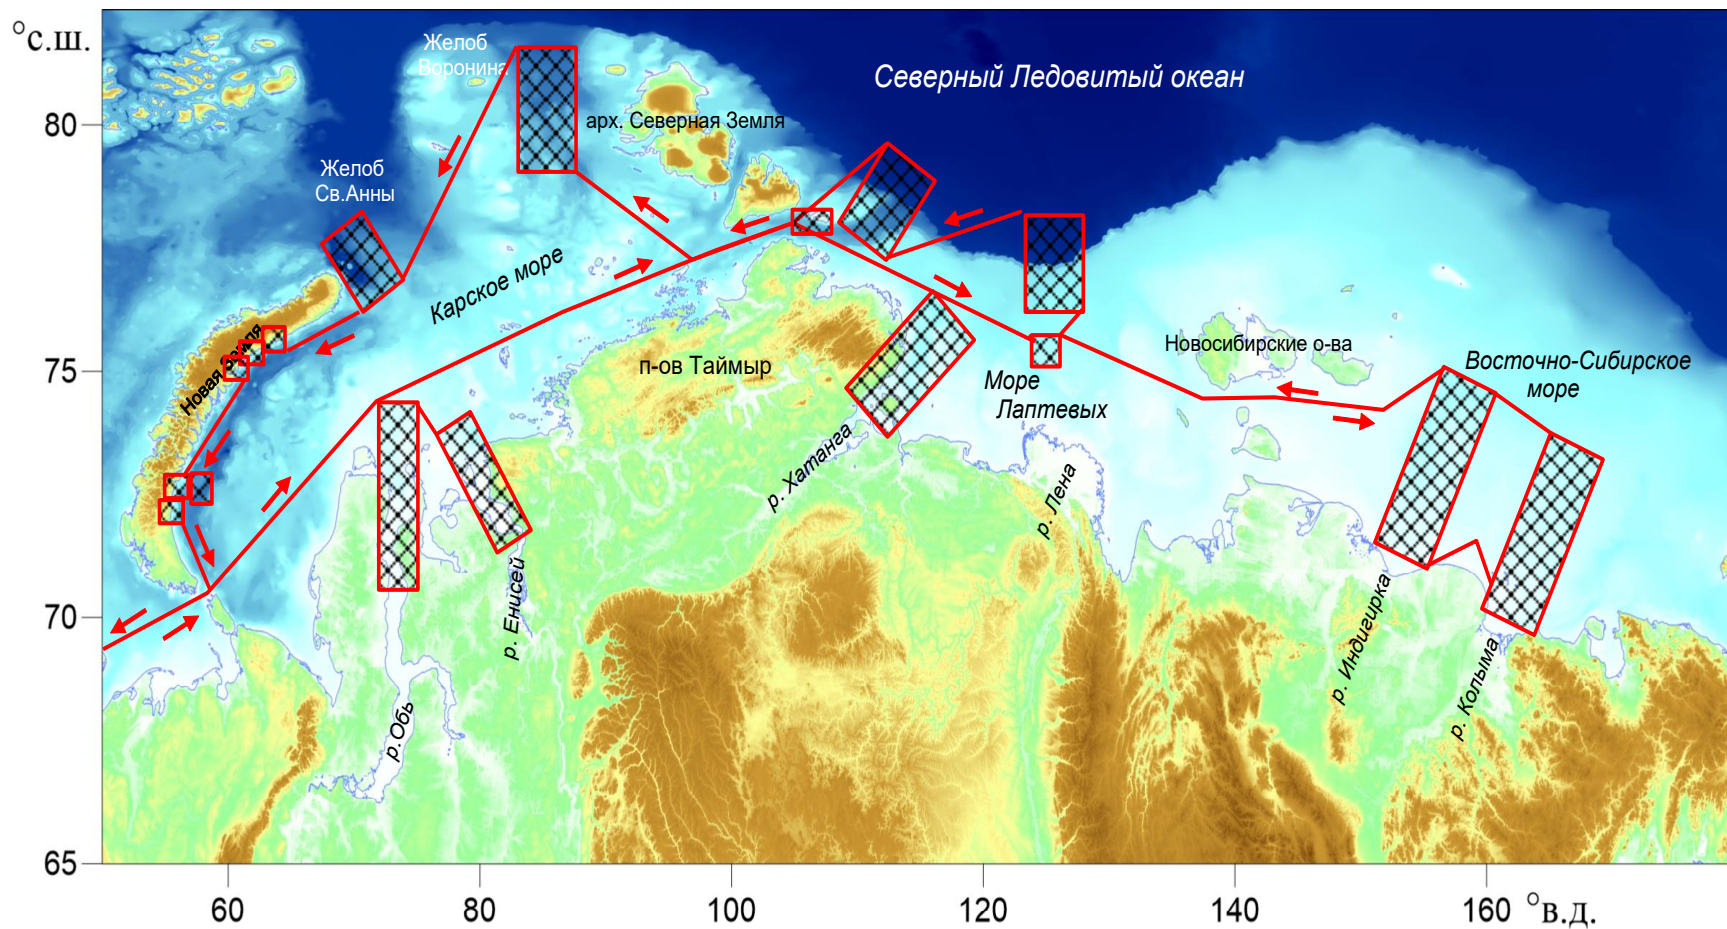 °с.ш.
Желоб
Воронина
Северный Ледовитый океан
80
арх. Северная Земля
Желоб
Св.Анны
Карское море
Новая Земля
75
п-ов Таймыр
Новосибирские о-ва
Восточно-Сибирское
море
Море
Лаптевых
р. Хатанга
р. Лена
70
р. Енисей
р.Обь
р. Индигирка
р. Колыма
65
60
80
100
120
140
160
°в.д.